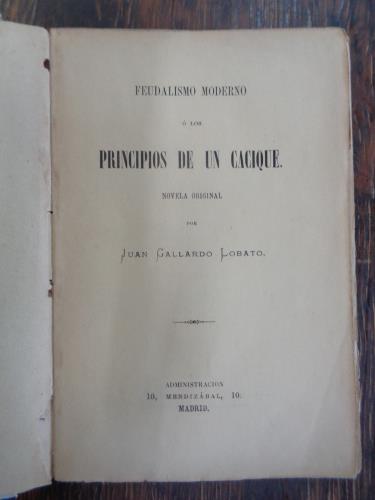 FEUDALISMO MODERNO
Ó LOS
PRINCIPIOS DE UN CACIQUE.
NOVELA ORIGINAL
POR
JUAN GALLARDO LOBATO.
ADMINISTRACION
10, MENDIZÁBAL, 10.
MADRID.